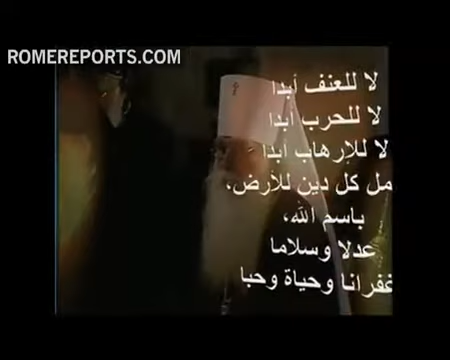 ROMEREPORTS.COM
لا للعنف أبدا
لا للحرب أبدا
لا للإرهاب أبدا
مل كل دين للأرض،
باسم الله،
عدلا وسلاما
غفرانا وحياة وحبا